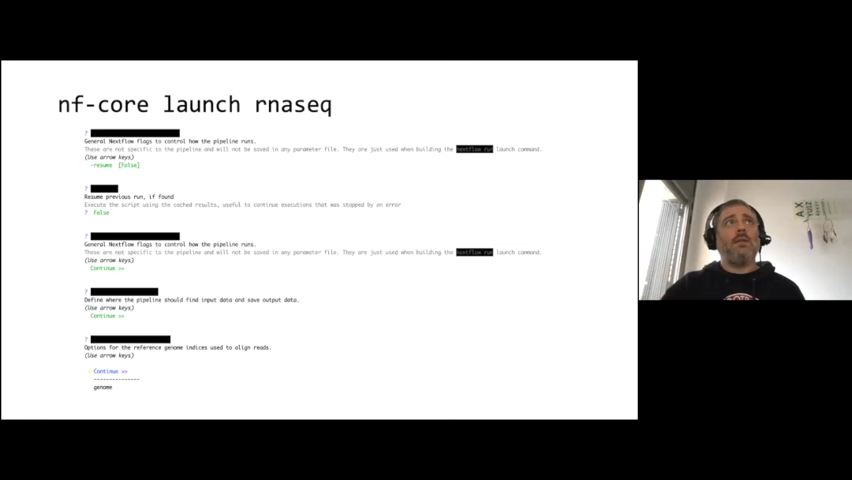 nf-core launch rnaseq
?
General Nextflow flags to control how the pipeline runs.
These are not specific to the pipeline and will not be saved in any parameter file. They are just used when building the nextflow run launch command.
(Use arrow keys)
-resume [False]
?
Resume previous run, if found
Execute the script using the cached results, useful to continue executions that was stopped by an error
? False
?
General Nextflow flags to control how the pipeline runs.
These are not specific to the pipeline and will not be saved in any parameter file. They are just used when building the nextflow run launch command.
(Use arrow keys)
Continue >>
?
Define where the pipeline should find input data and save output data.
(Use arrow keys)
Continue >>
?
Options for the reference genome indices used to align reads.
(Use arrow keys)
Continue >>
---------------
genome